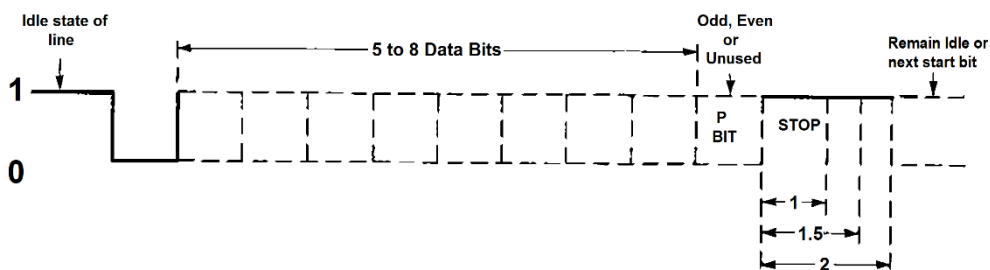 Idle state of
line
5 to 8 Data Bits
Odd, Even
or
Unused
Remain Idle or
next start bit
1
0
P
BIT
STOP
1
1.5
2